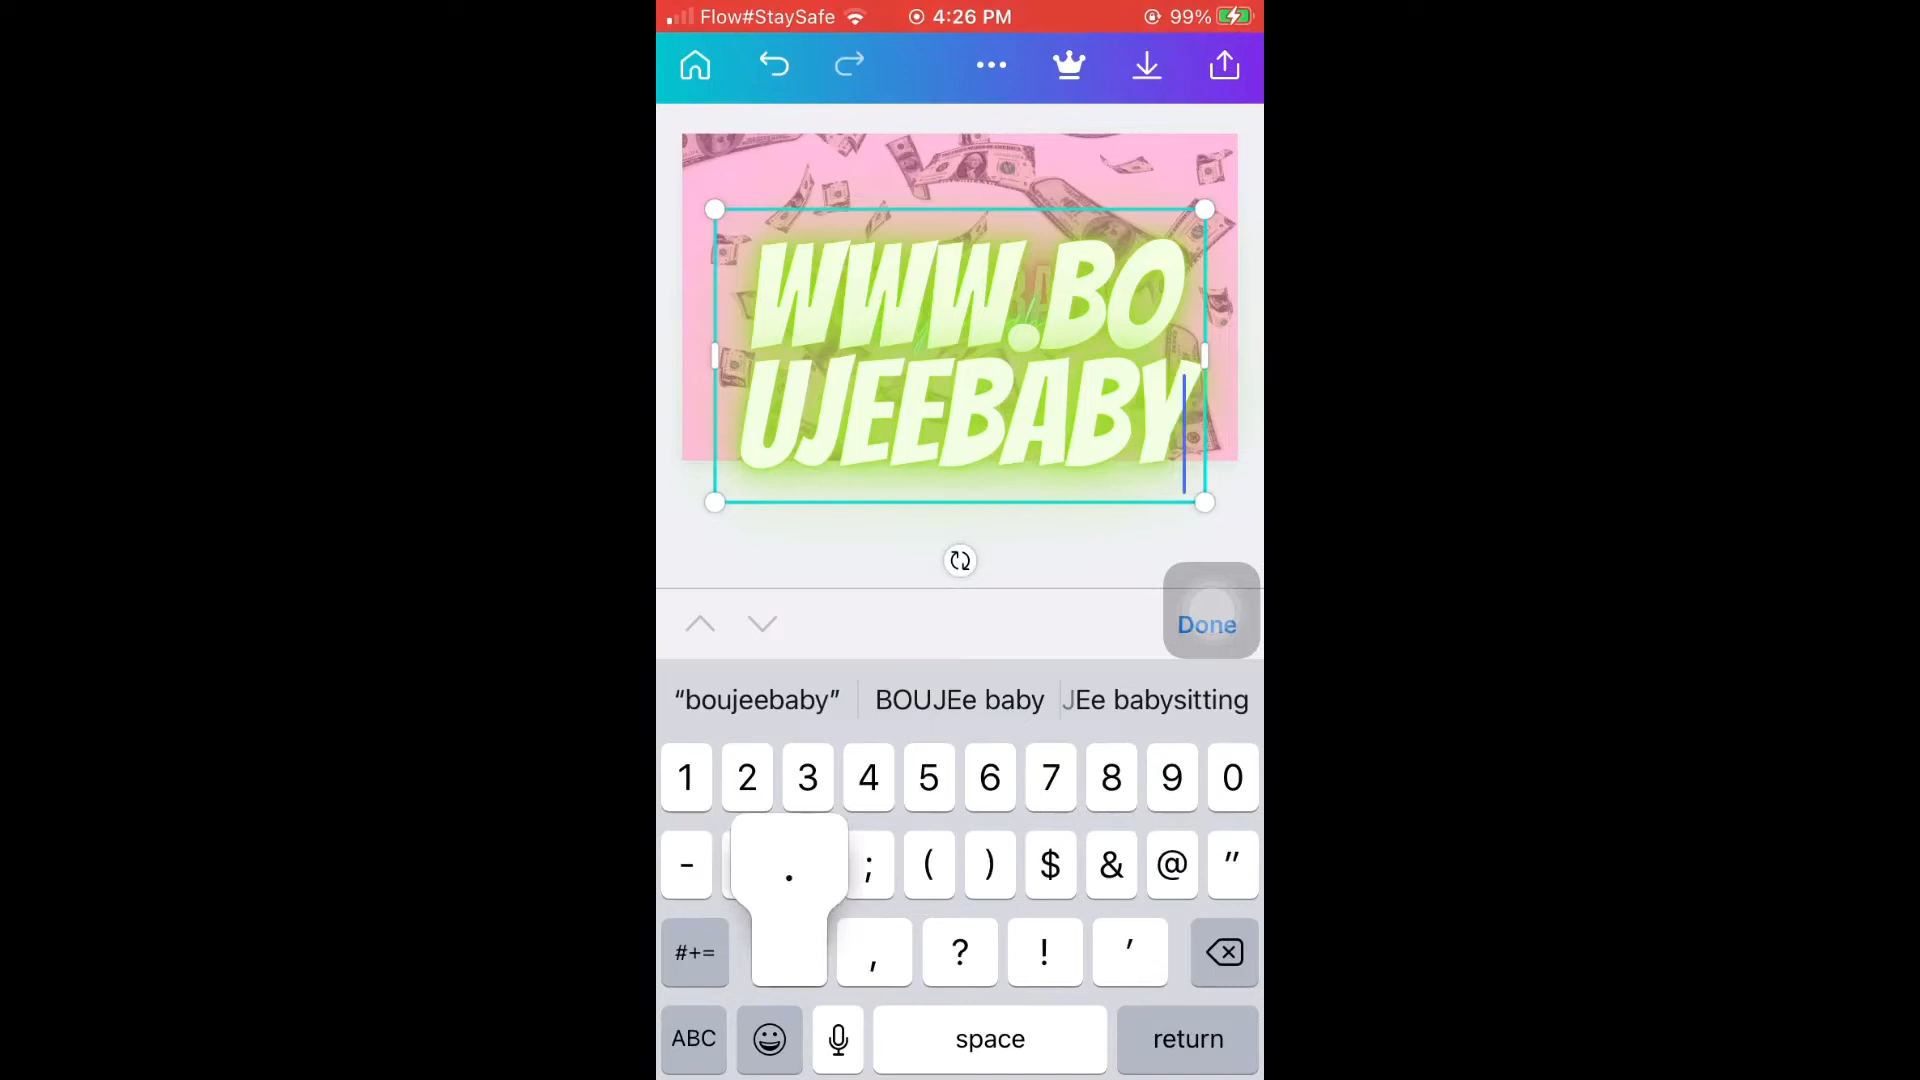 Flow#StaySafe 4:26 PM 99%
WWW.BO
UJEEBABY
Done
“boujeebaby” BOUJEe baby JEe babysitting
1 2 3 4 5 6 7 8 9 0
- ; ( ) $ & @ "
.
#+= , ? ! ’
ABC space return